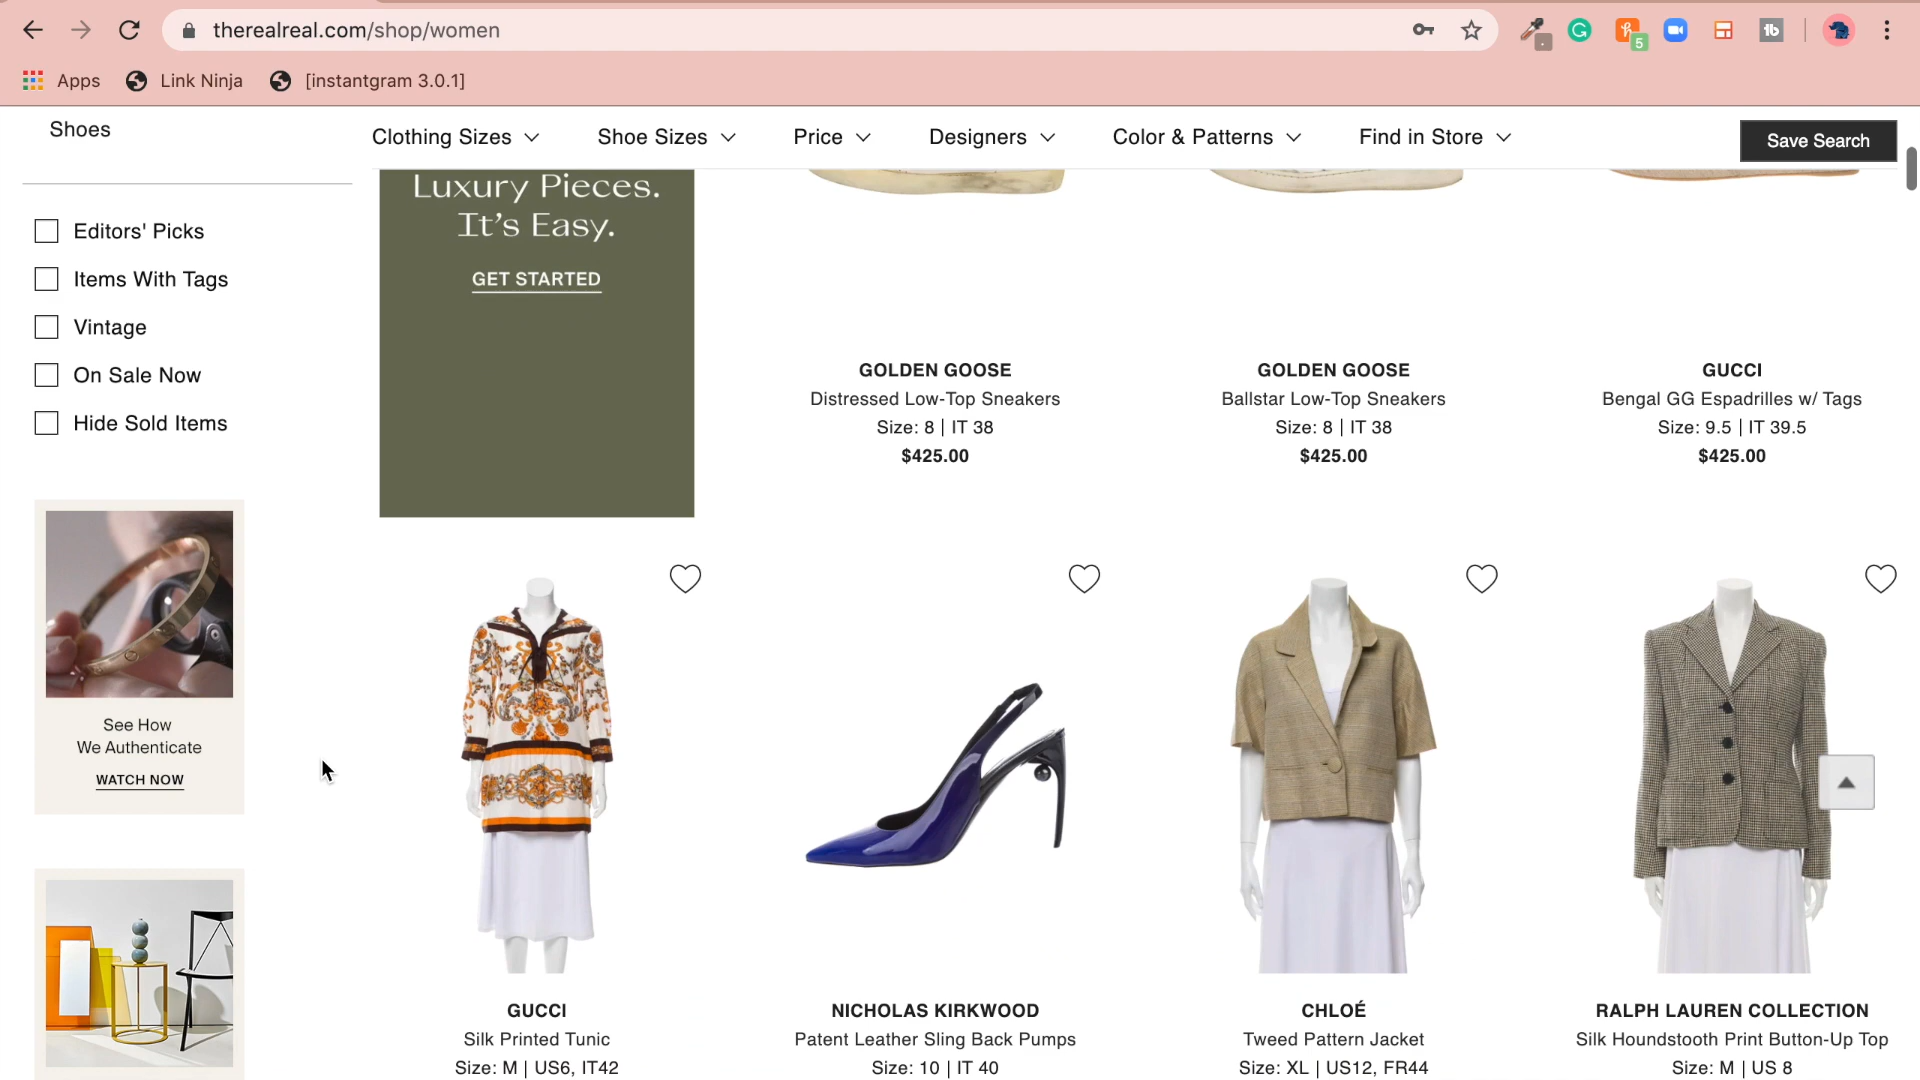 therealreal.com/shop/women
5
tb
Apps
Link Ninja
[instantgram 3.0.1]
Shoes
Clothing Sizes
Shoe Sizes
Price
Designers
Color & Patterns
Find in Store
Save Search
Editors' Picks
Items With Tags
Vintage
On Sale Now
Hide Sold Items
See How
We Authenticate
WATCH NOW
Luxury Pieces.
It's Easy.
GET STARTED
GOLDEN GOOSE
Distressed Low-Top Sneakers
Size: 8 | IT 38
$425.00
GOLDEN GOOSE
Ballstar Low-Top Sneakers
Size: 8 | IT 38
$425.00
GUCCI
Bengal GG Espadrilles w/ Tags
Size: 9.5 | IT 39.5
$425.00
GUCCI
Silk Printed Tunic
Size: M | US6, IT42
NICHOLAS KIRKWOOD
Patent Leather Sling Back Pumps
Size: 10 | IT 40
CHLOÉ
Tweed Pattern Jacket
Size: XL | US12, FR44
RALPH LAUREN COLLECTION
Silk Houndstooth Print Button-Up Top
Size: M | US 8